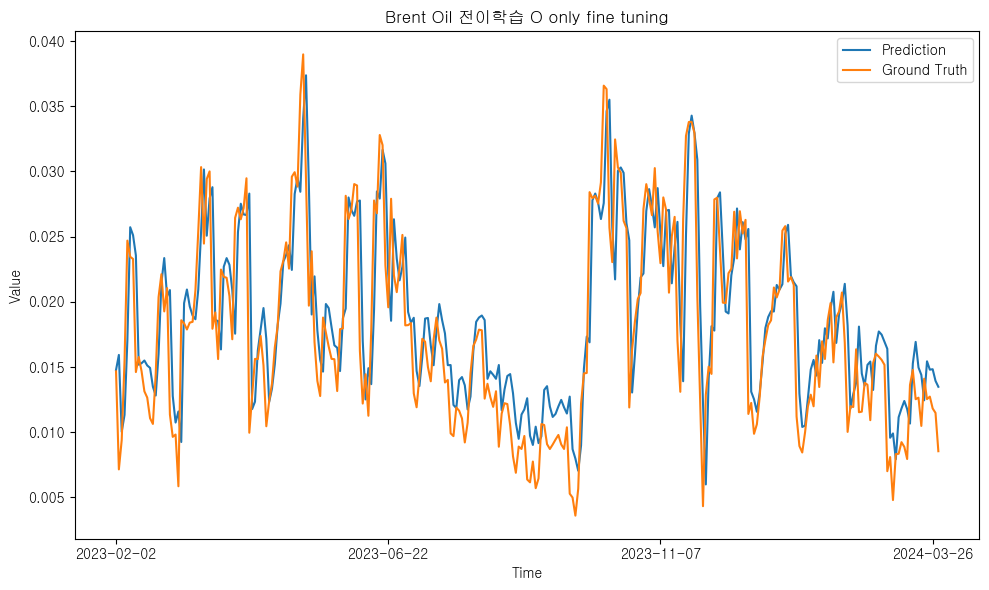 Brent Oil 전이학습 O only fine tuning
Prediction
Ground Truth
0.040
0.035
0.030
0.025
0.020
0.015
0.010
0.005
Value
2023-02-02
2023-06-22
2023-11-07
2024-03-26
Time